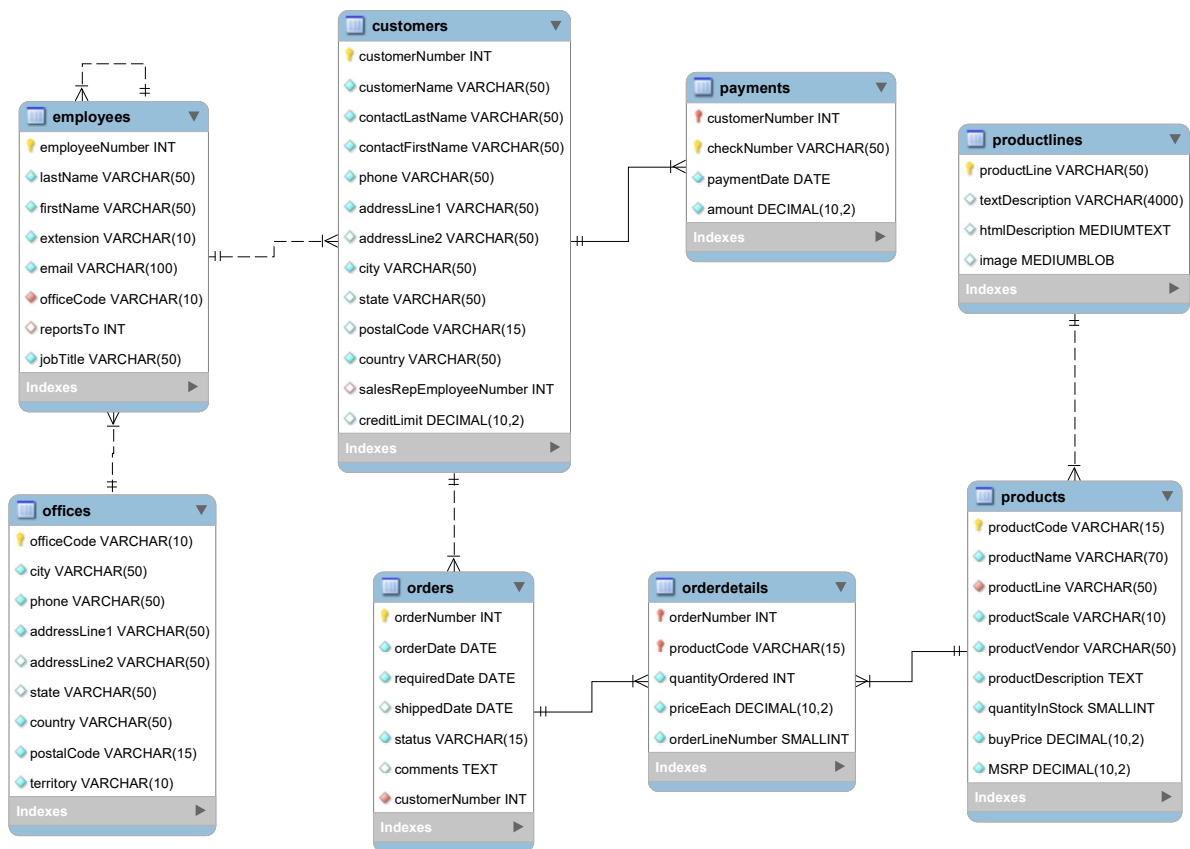 customers
customerNumber INT
customerName VARCHAR(50)
contactLastName VARCHAR(50)
contactFirstName VARCHAR(50)
phone VARCHAR(50)
addressLine1 VARCHAR(50)
addressLine2 VARCHAR(50)
city VARCHAR(50)
state VARCHAR(50)
postalCode VARCHAR(15)
country VARCHAR(50)
salesRepEmployeeNumber INT
creditLimit DECIMAL(10,2)
Indexes
employees
employeeNumber INT
lastName VARCHAR(50)
firstName VARCHAR(50)
extension VARCHAR(10)
email VARCHAR(100)
officeCode VARCHAR(10)
reportsTo INT
jobTitle VARCHAR(50)
Indexes
payments
customerNumber INT
checkNumber VARCHAR(50)
paymentDate DATE
amount DECIMAL(10,2)
Indexes
productlines
productLine VARCHAR(50)
textDescription VARCHAR(4000)
htmlDescription MEDIUMTEXT
image MEDIUMBLOB
Indexes
offices
officeCode VARCHAR(10)
city VARCHAR(50)
phone VARCHAR(50)
addressLine1 VARCHAR(50)
addressLine2 VARCHAR(50)
state VARCHAR(50)
country VARCHAR(50)
postalCode VARCHAR(15)
territory VARCHAR(10)
Indexes
orders
orderNumber INT
orderDate DATE
requiredDate DATE
shippedDate DATE
status VARCHAR(15)
comments TEXT
customerNumber INT
Indexes
orderdetails
orderNumber INT
productCode VARCHAR(15)
quantityOrdered INT
priceEach DECIMAL(10,2)
orderLineNumber SMALLINT
Indexes
products
productCode VARCHAR(15)
productName VARCHAR(70)
productLine VARCHAR(50)
productScale VARCHAR(10)
productVendor VARCHAR(50)
productDescription TEXT
quantityInStock SMALLINT
buyPrice DECIMAL(10,2)
MSRP DECIMAL(10,2)
Indexes